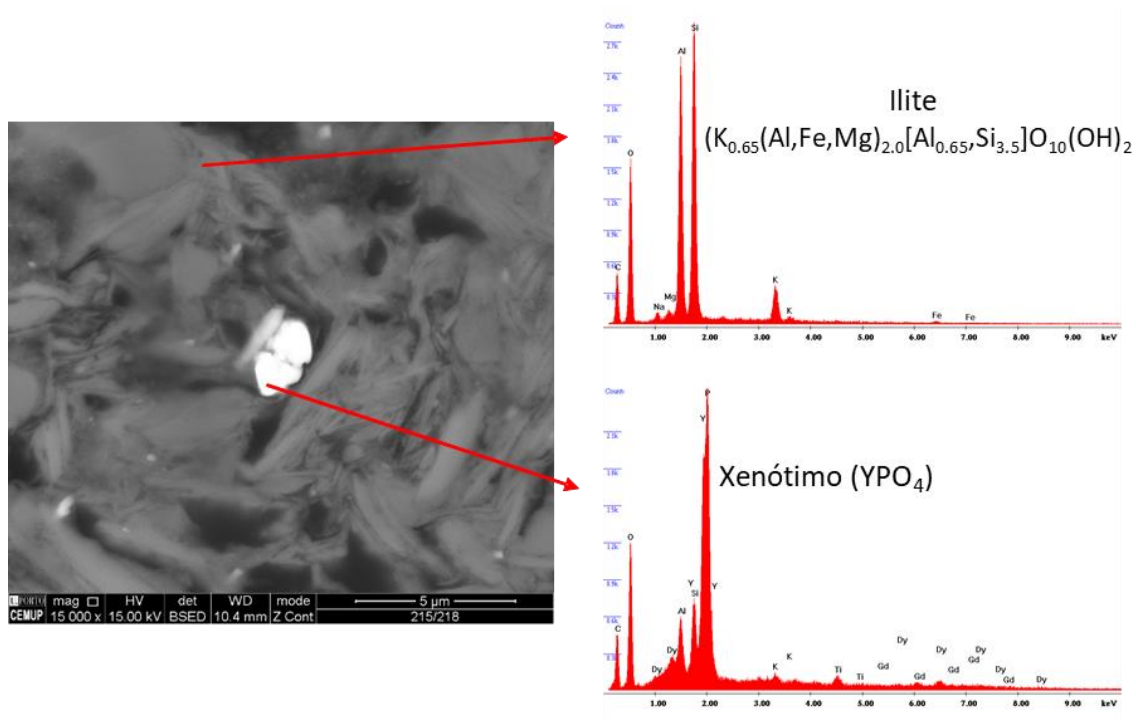 Ilite
(K0.65(Al,Fe,Mg)2.0[Al0.65,Si3.5]O10(OH)2
Si
Al
O
C
Na
Mg
K
K
Fe
Fe
1.00 2.00 3.00 4.00 5.00 6.00 7.00 8.00 9.00 keV
mag HV det WD mode 5 µm
CEMUP 15 000 x 15.00 kV BSED 10.4 mm Z Cont 215/218
Xenótimo (YPO4)
P
Y
O
Y
Si
Y
Al
C
Dy
Dy
K
K
Ti
Ti
Gd
Dy
Gd
Dy
Gd
Gd
Dy
Dy
Gd
Dy
1.00 2.00 3.00 4.00 5.00 6.00 7.00 8.00 9.00 keV